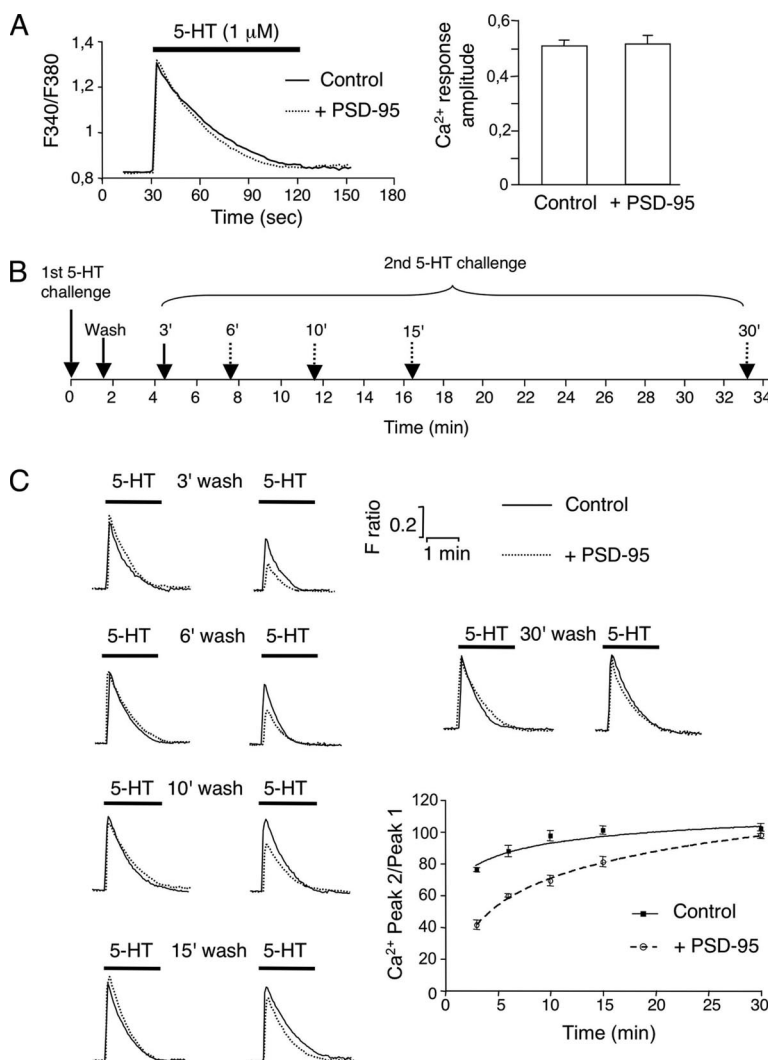 A
5-HT (1 µM)
1,4
1,2
1
0,8
F340/F380
Control
+ PSD-95
0 30 60 90 120 150 180
Time (sec)
0,6
0,4
0,2
0
Ca2+ response
amplitude
Control + PSD-95
B
1st 5-HT
challenge
2nd 5-HT challenge
Wash 3' 6' 10' 15' 30'
0 2 4 6 8 10 12 14 16 18 20 22 24 26 28 30 32 34
Time (min)
C
5-HT 3' wash 5-HT
F ratio
0.2
1 min
Control
+ PSD-95
5-HT 6' wash 5-HT
5-HT 30' wash 5-HT
5-HT 10' wash 5-HT
5-HT 15' wash 5-HT
Ca2+ Peak 2/Peak 1
120
100
80
60
40
20
0
Control
+ PSD-95
0 5 10 15 20 25 30
Time (min)